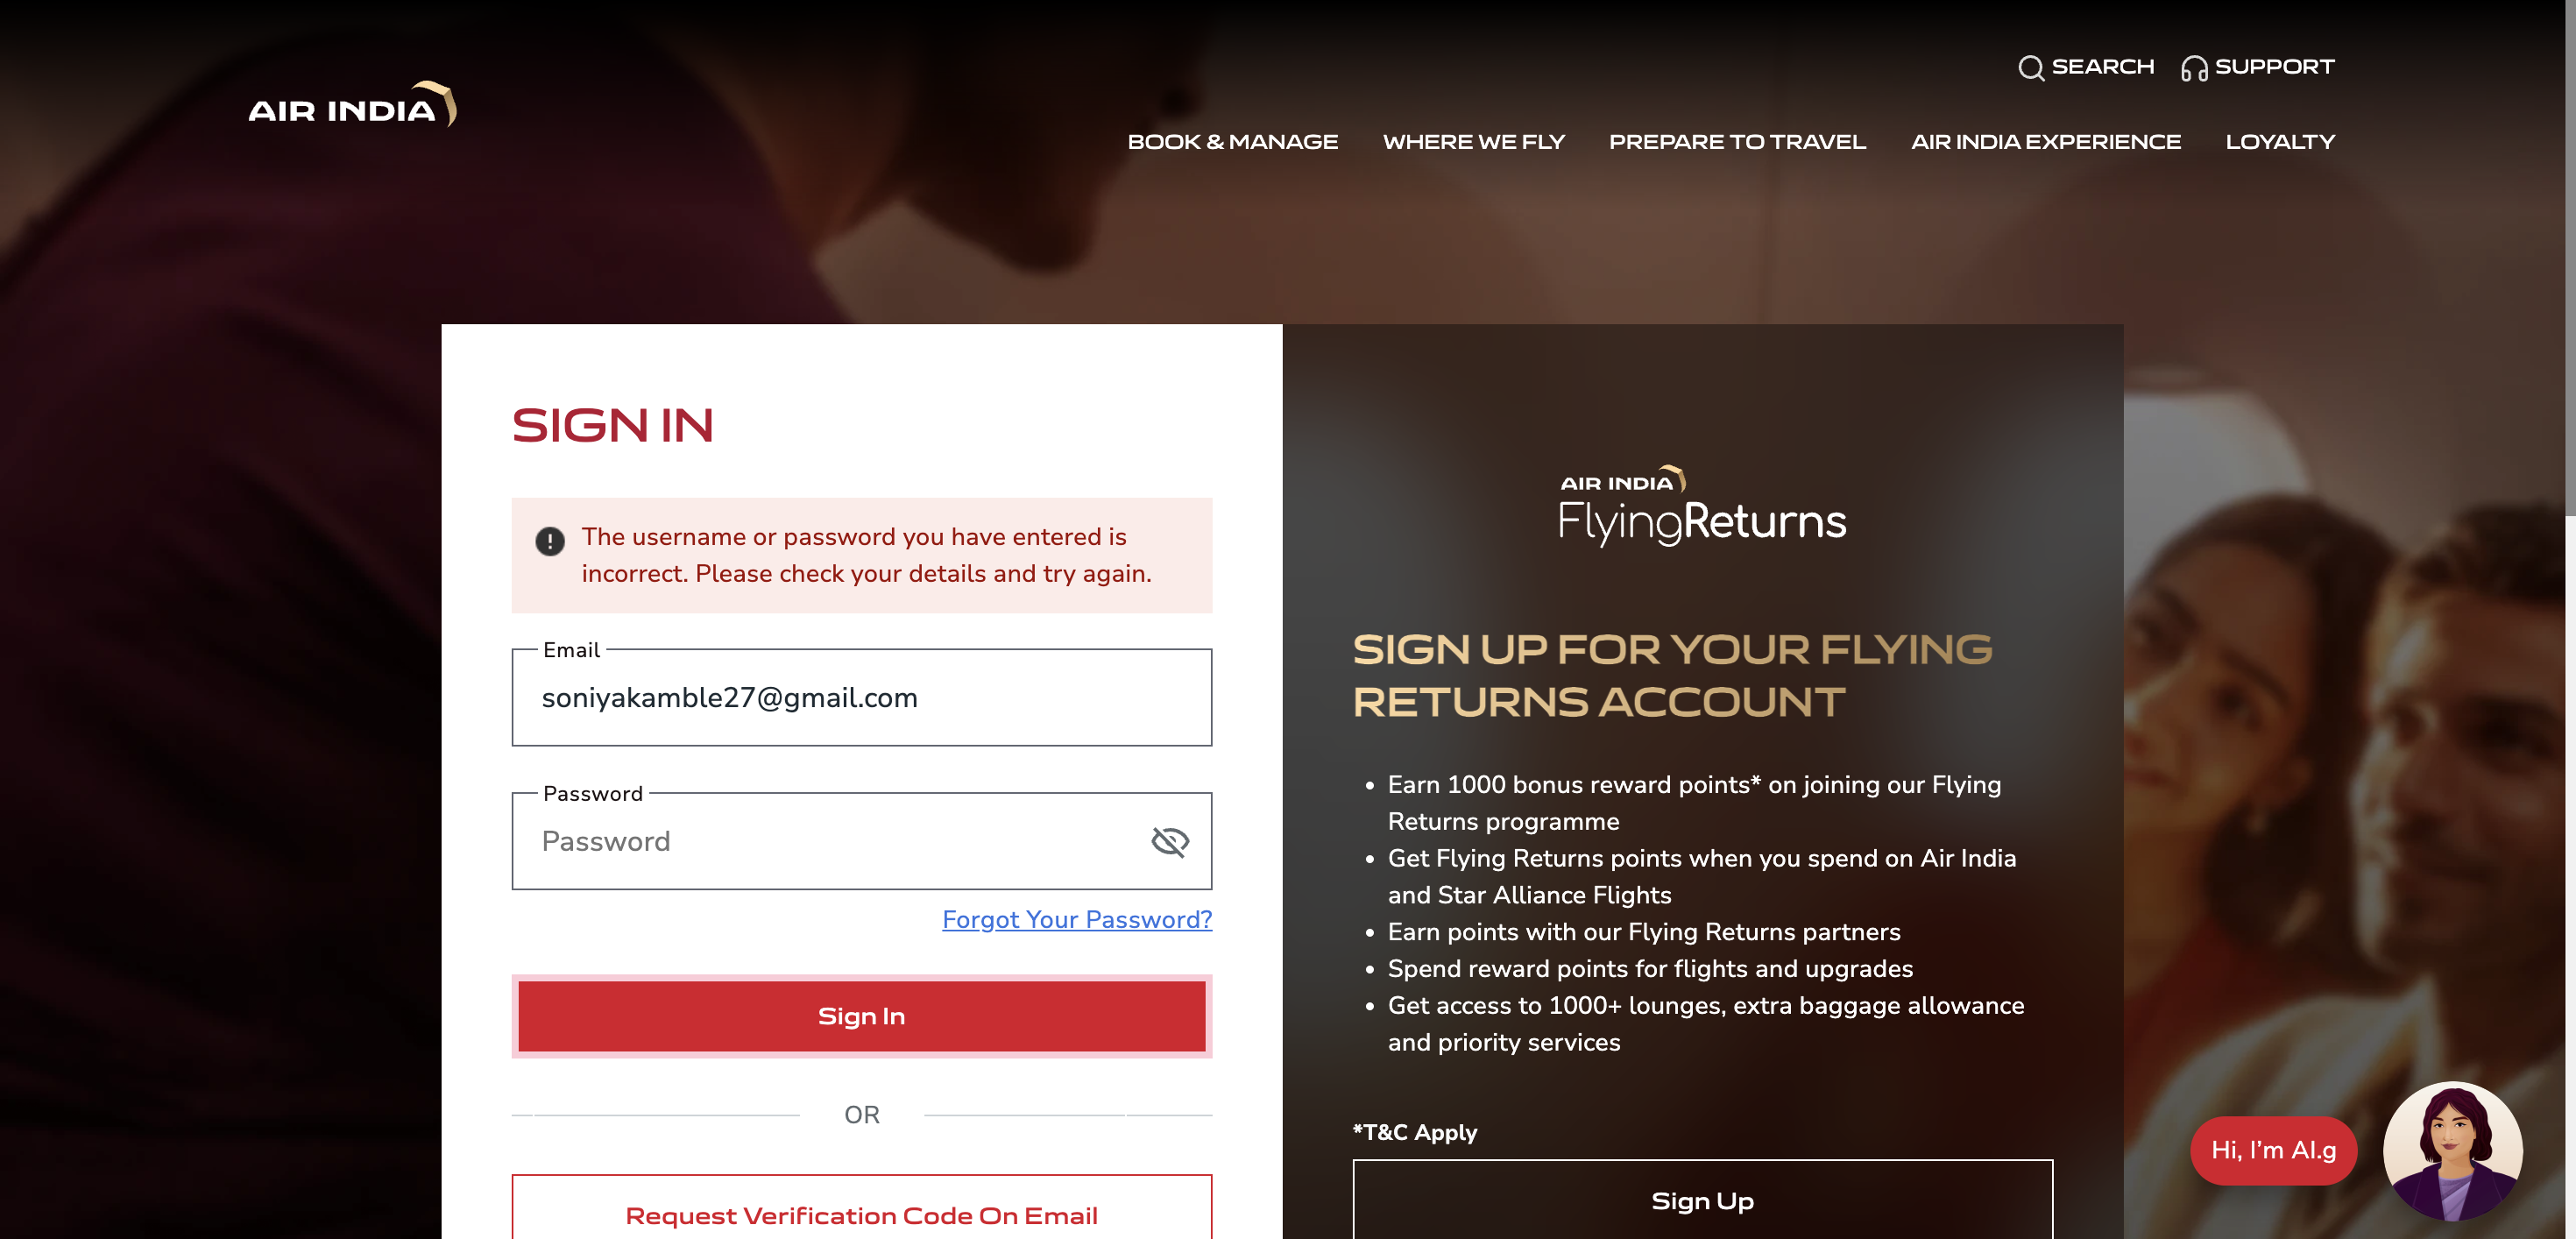 SEARCH
SUPPORT
AIR INDIA
BOOK & MANAGE
WHERE WE FLY
PREPARE TO TRAVEL
AIR INDIA EXPERIENCE
LOYALTY
SIGN IN
The username or password you have entered is
incorrect. Please check your details and try again.
Email
soniyakamble27@gmail.com
Password
Password
Forgot Your Password?
Sign In
OR
Request Verification Code On Email
AIR INDIA
FlyingReturns
SIGN UP FOR YOUR FLYING
RETURNS ACCOUNT
• Earn 1000 bonus reward points* on joining our Flying
Returns programme
• Get Flying Returns points when you spend on Air India
and Star Alliance Flights
• Earn points with our Flying Returns partners
• Spend reward points for flights and upgrades
• Get access to 1000+ lounges, extra baggage allowance
and priority services
*T&C Apply
Sign Up
Hi, I'm AI.g